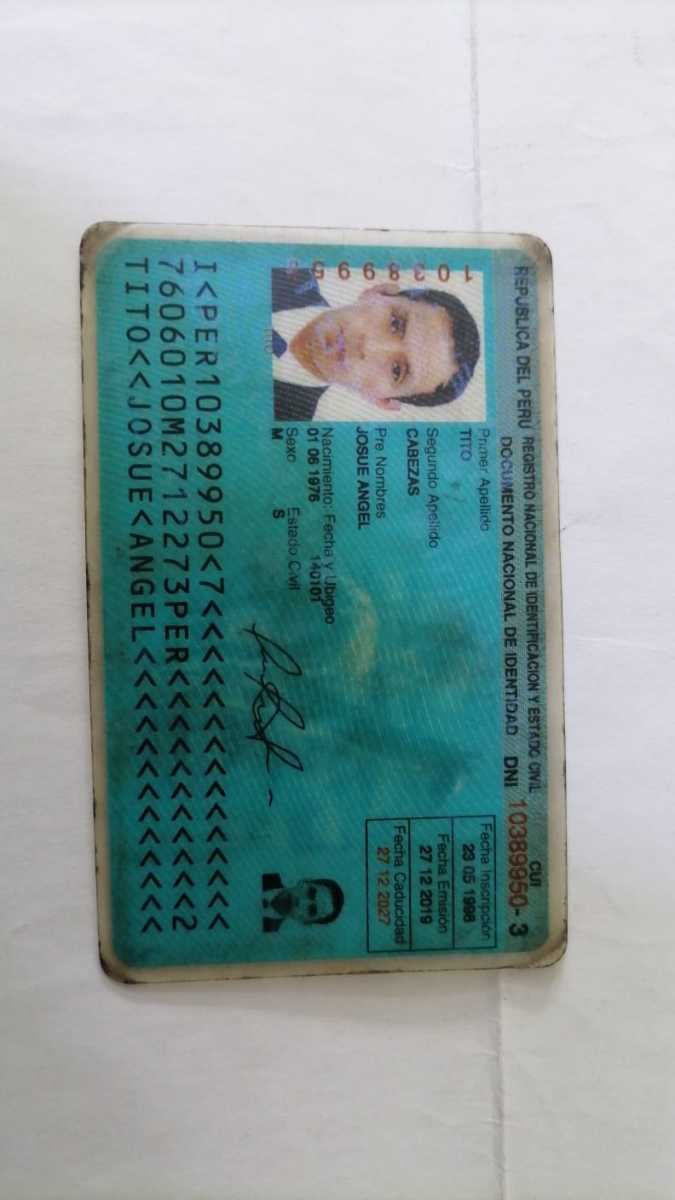 REPUBLICA DEL PERU REGISTRO NACIONAL DE IDENTIFICACION Y ESTADO CIVIL
DOCUMENTO NACIONAL DE IDENTIDAD DNI 10389950-3
CUI
Primer Apellido
TITO
Segundo Apellido
CABEZAS
Pre Nombres
JOSUE ANGEL
Nacimiento: Fecha y Ubigeo
01 06 1976 140101
Sexo Estado Civil
M S
Fecha Inscripción
23 05 1998
Fecha Emisión
27 12 2019
Fecha Caducidad
27 12 2027
I<PER10389950<7<<<<<<<<<<<<<<<
7606010M2712273PER<<<<<<<<<<<2
TITO<<JOSUE<ANGEL<<<<<<<<<<<<<